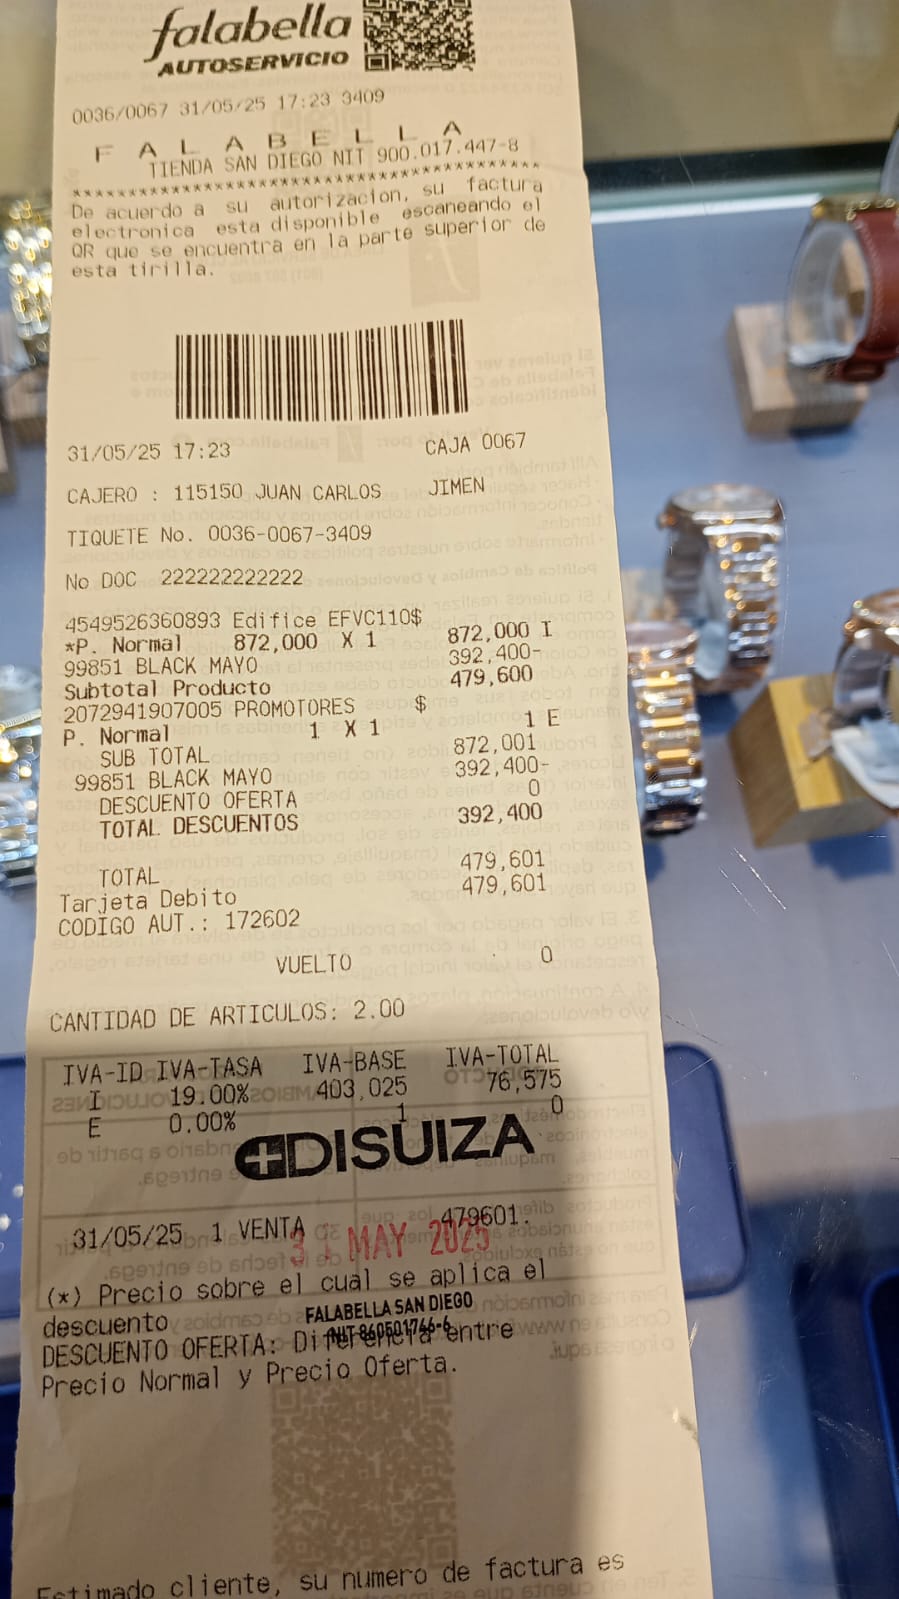 falabella
AUTOSERVICIO
0036/0067 31/05/25 17:23 3409
F A L A B E L L A
TIENDA SAN DIEGO NIT 900.017.447-8
******************************************
De acuerdo a su autorizacion, su factura
electronica esta disponible escaneando el
QR que se encuentra en la parte superior de
esta tirilla.
31/05/25 17:23 CAJA 0067
CAJERO : 115150 JUAN CARLOS JIMEN
TIQUETE No. 0036-0067-3409
No DOC 222222222222
4549526360893 Edifice EFVC110$
*P. Normal 872,000 X 1 872,000 I
99851 BLACK MAYO 392,400-
Subtotal Producto 479,600
2072941907005 PROMOTORES $
P. Normal 1 X 1 1 E
SUB TOTAL 872,001
99851 BLACK MAYO 392,400-
DESCUENTO OFERTA 0
TOTAL DESCUENTOS 392,400
TOTAL 479,601
Tarjeta Debito 479,601
CODIGO AUT.: 172602
VUELTO 0
CANTIDAD DE ARTICULOS: 2.00
IVA-ID IVA-TASA IVA-BASE IVA-TOTAL
I 19.00% 403,025 76,575
E 0.00% 1 0
DISUIZA
31/05/25 1 VENTA 479601.
31 MAY 2025
(*) Precio sobre el cual se aplica el
descuento
FALABELLA SAN DIEGO
NIT 860501766-6
DESCUENTO OFERTA: Diferencia entre
Precio Normal y Precio Oferta.
Estimado cliente, su numero de factura es